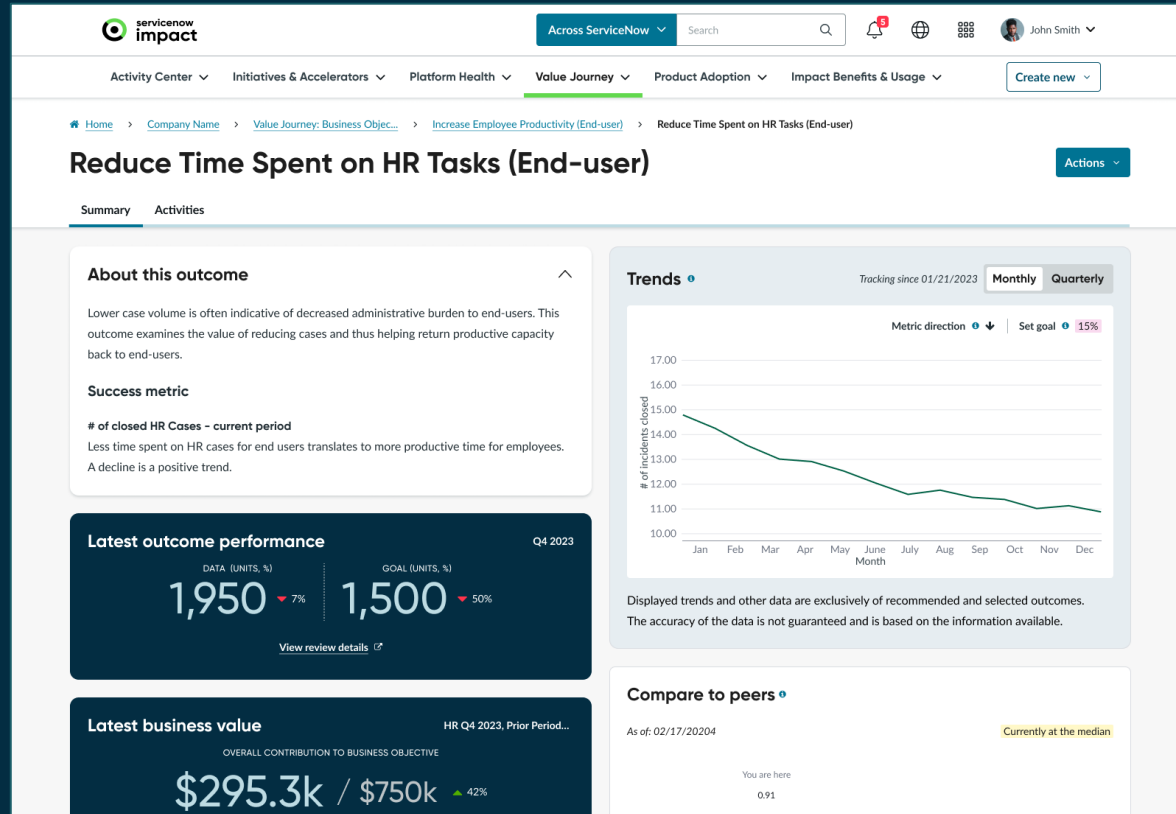 servicenow
impact
Across ServiceNow
Search
5
John Smith
Activity Center
Initiatives & Accelerators
Platform Health
Value Journey
Product Adoption
Impact Benefits & Usage
Create new
Home > Company Name > Value Journey: Business Objec... > Increase Employee Productivity (End-user) > Reduce Time Spent on HR Tasks (End-user)
Reduce Time Spent on HR Tasks (End-user)
Actions
Summary
Activities
About this outcome
Lower case volume is often indicative of decreased administrative burden to end-users. This
outcome examines the value of reducing cases and thus helping return productive capacity
back to end-users.
Success metric
# of closed HR Cases - current period
Less time spent on HR cases for end users translates to more productive time for employees.
A decline is a positive trend.
Latest outcome performance
Q4 2023
DATA (UNITS, %)
1,950
7%
GOAL (UNITS, %)
1,500
50%
View review details
Latest business value
HR Q4 2023, Prior Period...
OVERALL CONTRIBUTION TO BUSINESS OBJECTIVE
$295.3k / $750k
42%
Trends
Tracking since 01/21/2023
Monthly
Quarterly
Metric direction
Set goal
15%
# of incidents closed
17.00
16.00
15.00
14.00
13.00
12.00
11.00
10.00
Jan Feb Mar Apr May June July Aug Sep Oct Nov Dec
Month
Displayed trends and other data are exclusively of recommended and selected outcomes.
The accuracy of the data is not guaranteed and is based on the information available.
Compare to peers
As of: 02/17/20204
Currently at the median
You are here
0.91